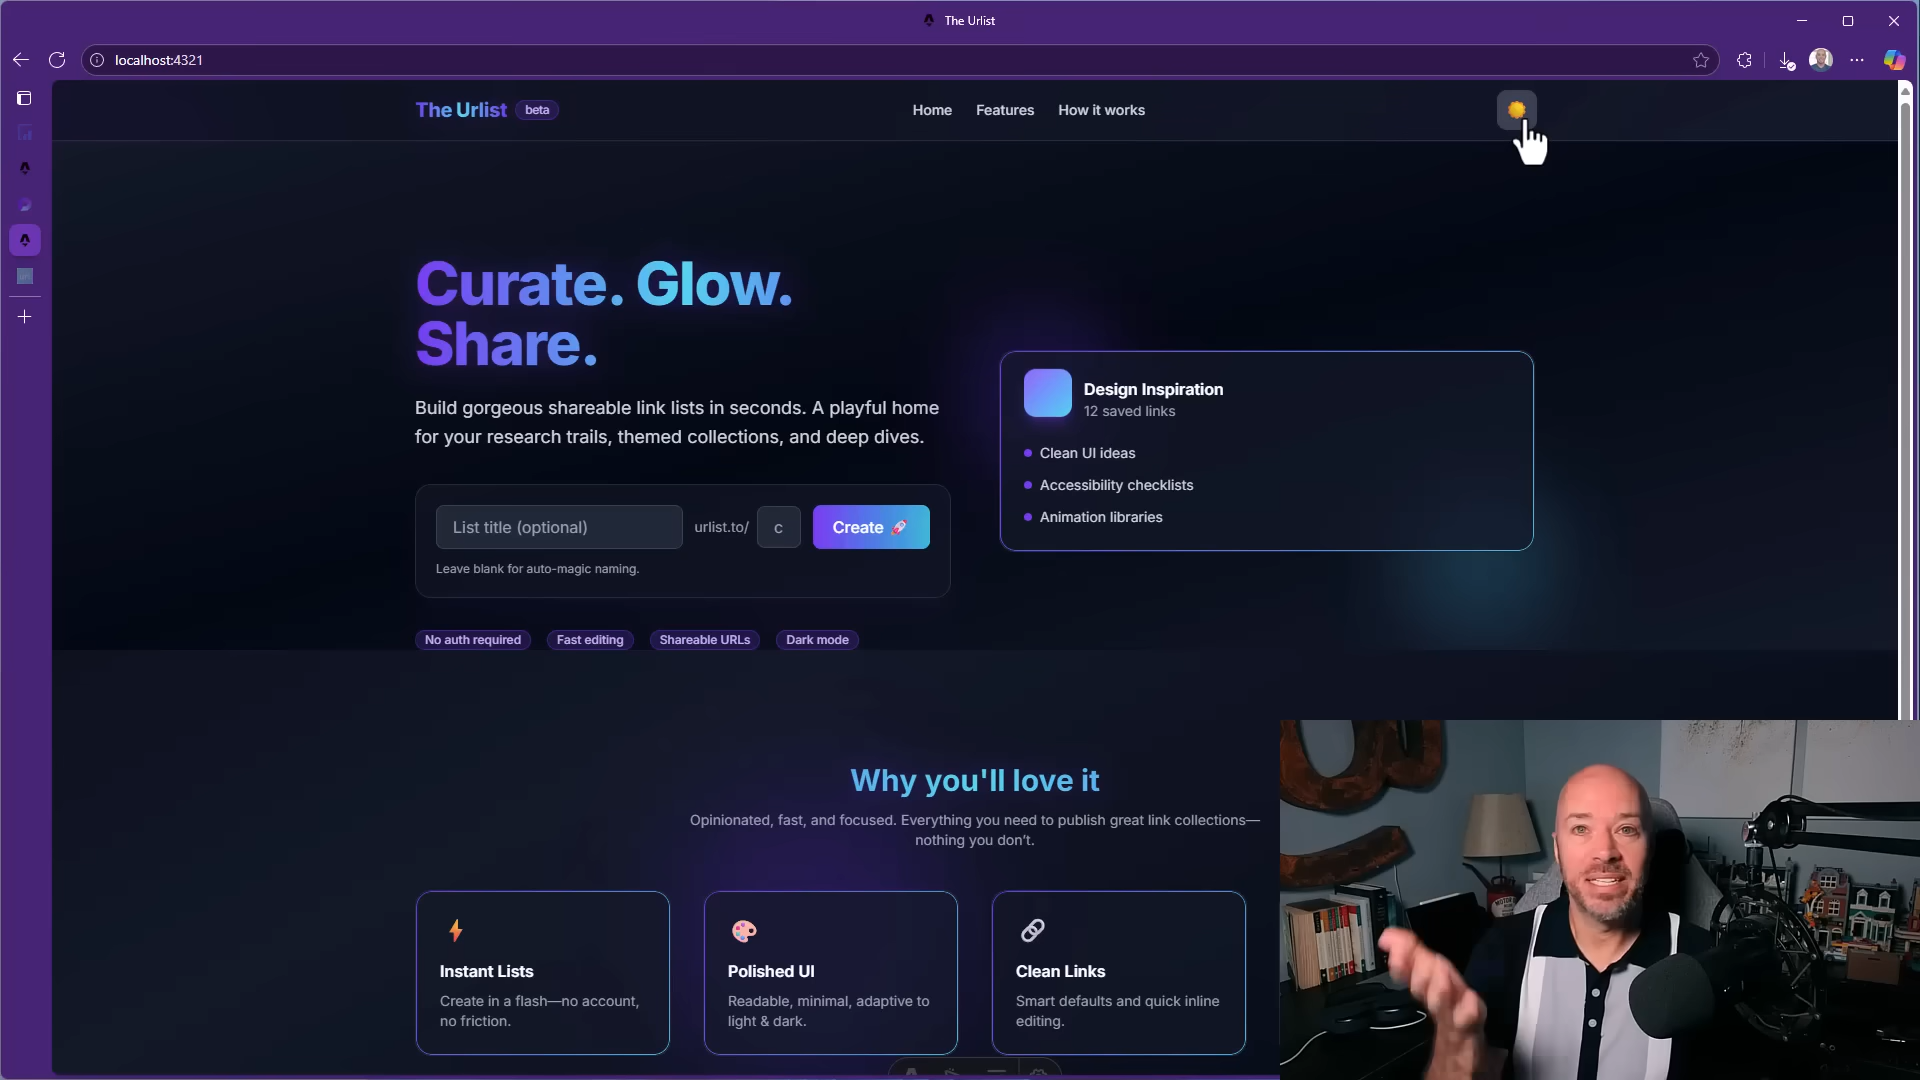 The Urlist
localhost:4321
The Urlist beta
Home Features How it works
Curate. Glow.
Share.
Build gorgeous shareable link lists in seconds. A playful home
for your research trails, themed collections, and deep dives.
List title (optional) urlist.to/ c Create 🚀
Leave blank for auto-magic naming.
No auth required Fast editing Shareable URLs Dark mode
Design Inspiration
12 saved links
Clean UI ideas
Accessibility checklists
Animation libraries
Why you'll love it
Opinionated, fast, and focused. Everything you need to publish great link collections—
nothing you don't.
Instant Lists
Create in a flash—no account,
no friction.
Polished UI
Readable, minimal, adaptive to
light & dark.
Clean Links
Smart defaults and quick inline
editing.